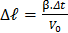 Δℓ = β.Δt / V₀